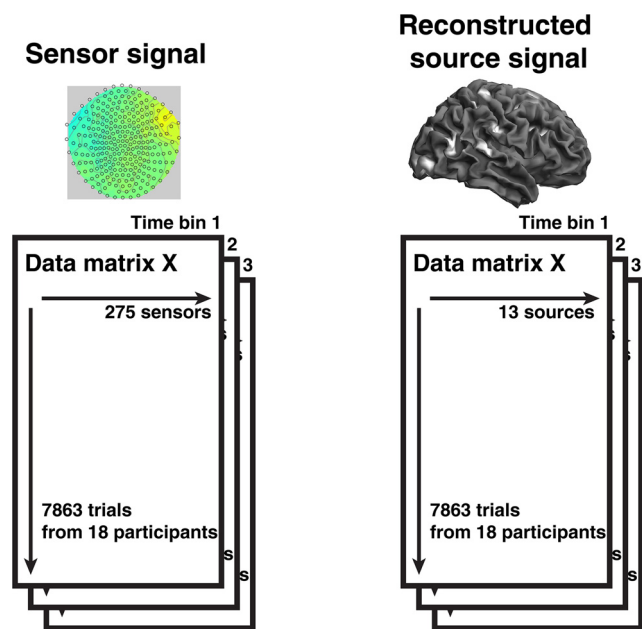 Sensor signal
Time bin 1
2
3
Data matrix X
275 sensors
7863 trials
from 18 participants
s
s
Reconstructed
source signal
Time bin 1
2
3
Data matrix X
13 sources
7863 trials
from 18 participants
s
s